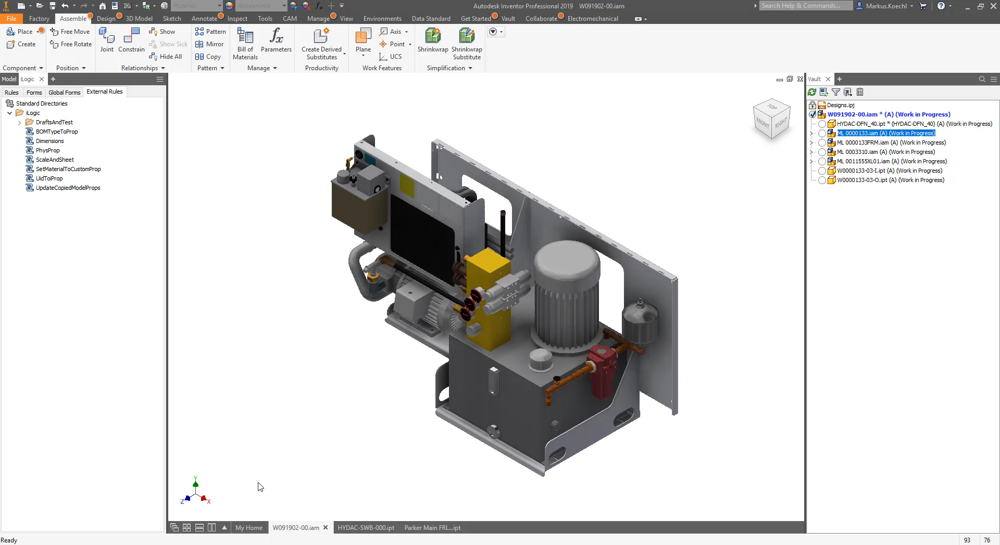 PRO
Material
Appearance
Autodesk Inventor Professional 2019 W091902-00.iam
Search Help & Commands...
Markus.Koechl
File Factory Assemble Design 3D Model Sketch Annotate Inspect Tools CAM Manage View Environments Data Standard Get Started Vault Collaborate Electromechanical
Place
Create
Component
Free Move
Free Rotate
Position
Joint
Constrain
Show
Show Sick
Hide All
Relationships
Pattern
Mirror
Copy
Pattern
Bill of
Materials
fx
Parameters
Manage
Create Derived
Substitutes
Productivity
Plane
Axis
Point
UCS
Work Features
Shrinkwrap
Shrinkwrap
Substitute
Simplification
Model iLogic
Rules Forms Global Forms External Rules
Standard Directories
iLogic
DraftsAndTest
BOMTypeToProp
Dimensions
PhysProp
ScaleAndSheet
SetMaterialToCustomProp
UidToiProp
UpdateCopiedModelProps
TOP
FRONT
RIGHT
Y
Z
X
Vault
Designs.ipj
W091902-00.iam * (A) (Work in Progress)
HYDAC-DFN_40.ipt * (HYDAC-DFN_40) (A) (Work in Progress)
ML 0000133.iam (A) (Work in Progress)
ML 0000133FRM.iam (A) (Work in Progress)
ML 0003310.iam (A) (Work in Progress)
ML 0011555XL01.iam (A) (Work in Progress)
W0000133-03-I.ipt (A) (Work in Progress)
W0000133-03-O.ipt (A) (Work in Progress)
My Home W091902-00.iam HYDAC-SWB-000.ipt Parker Main FRL...ipt
Ready
93 76